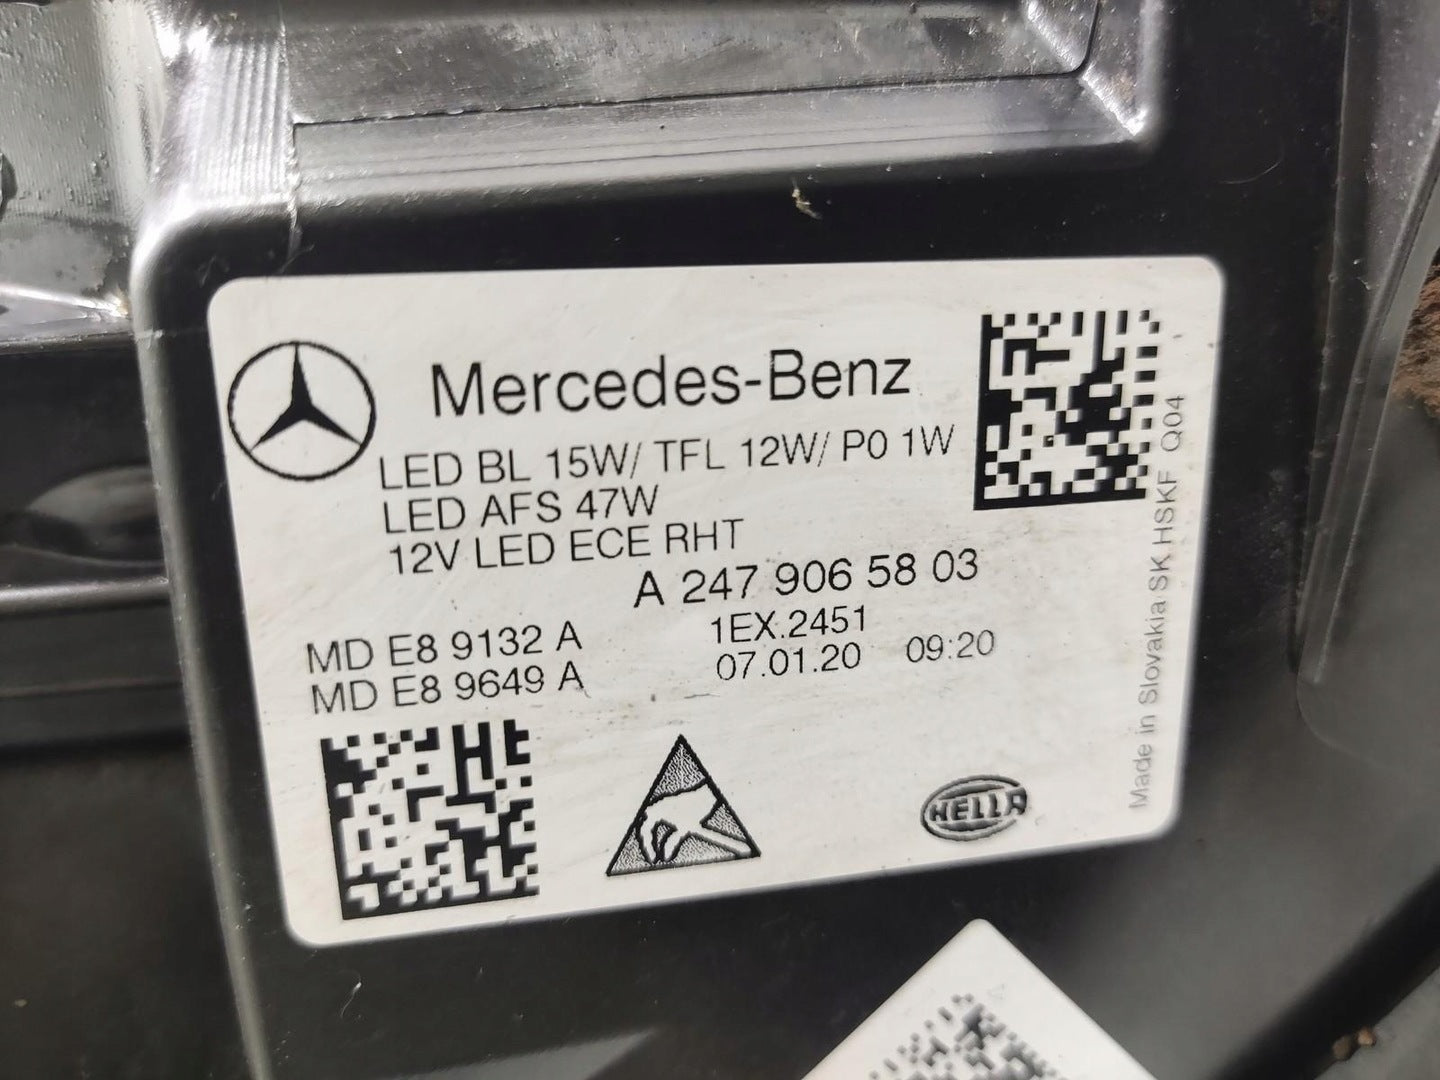 Mercedes-Benz
LED BL 15W/ TFL 12W/ P0 1W
LED AFS 47W
12V LED ECE RHT
A 247 906 58 03
MD E8 9132 A
1EX.2451
MD E8 9649 A
07.01.20 09:20
HELLA
Made in Slovakia SK HSKF Q04